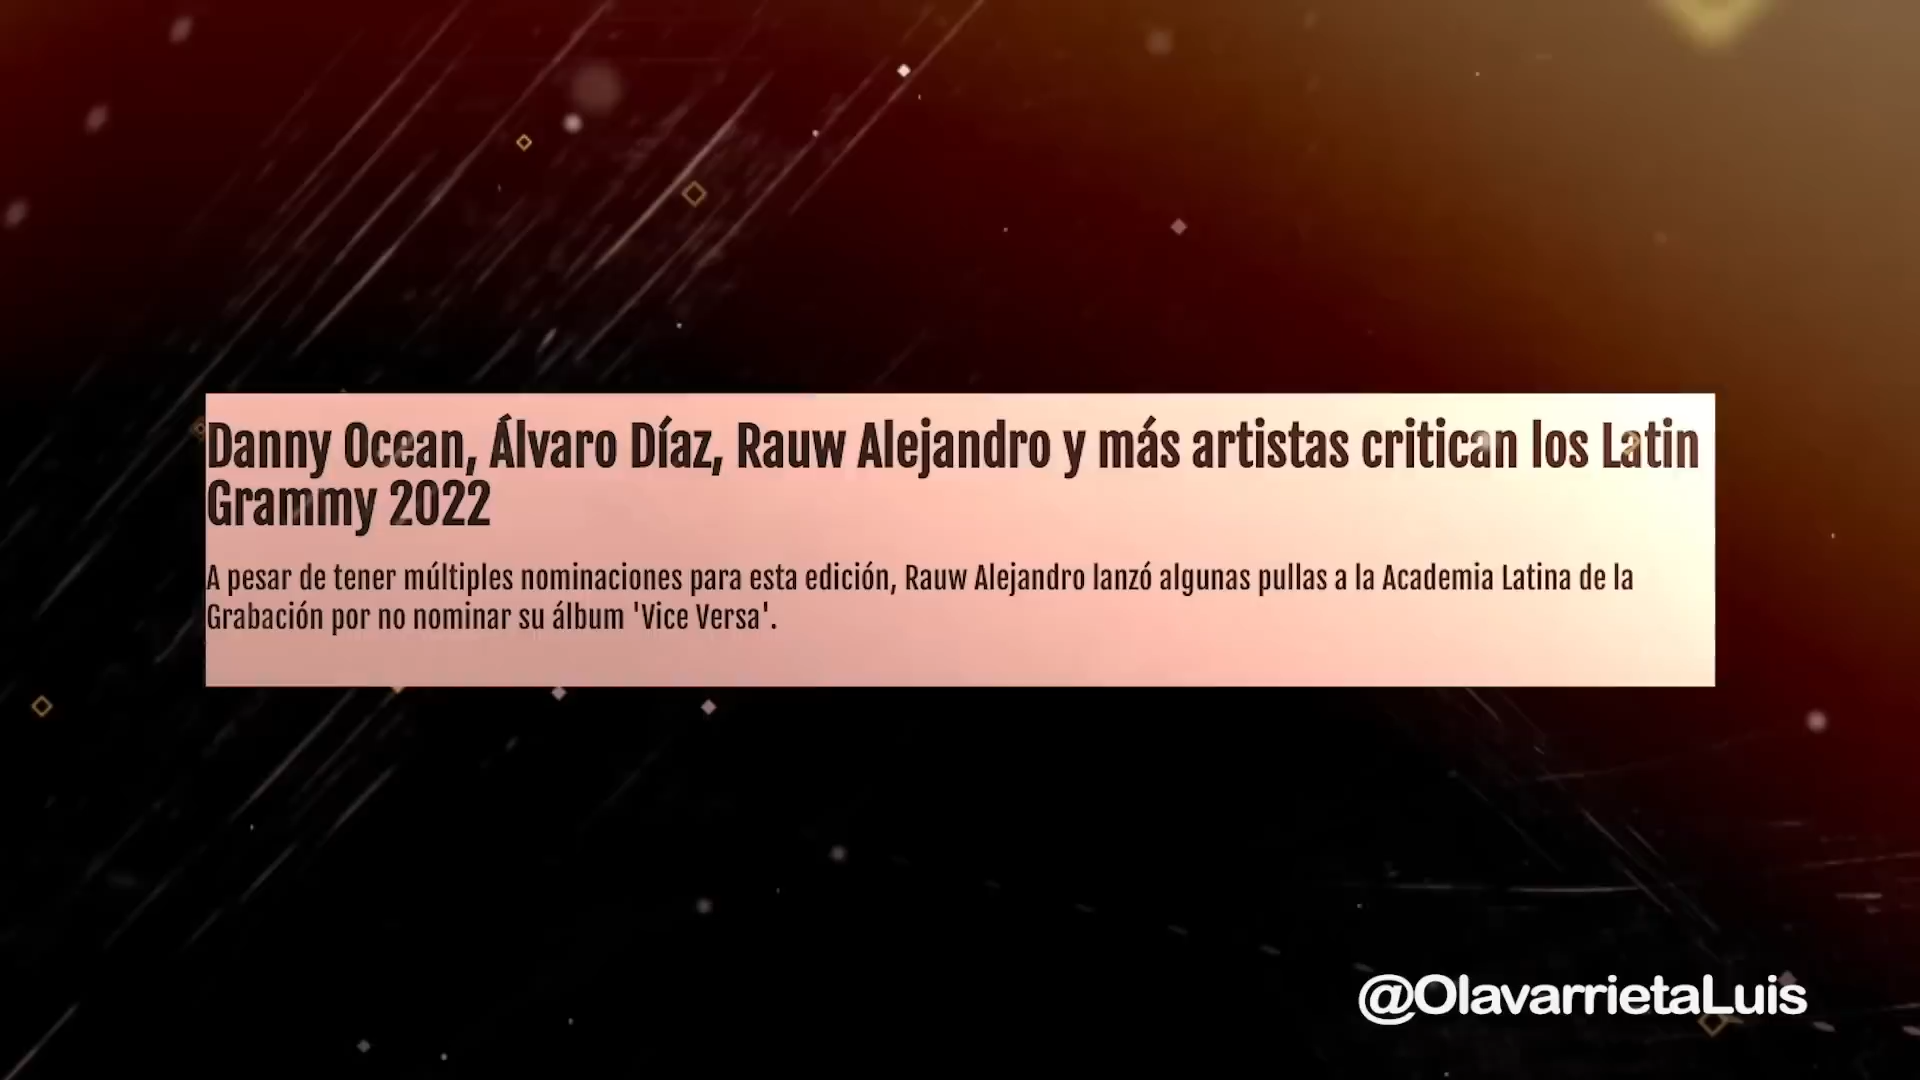 Danny Ocean, Álvaro Díaz, Rauw Alejandro y más artistas critican los Latin
Grammy 2022
A pesar de tener múltiples nominaciones para esta edición, Rauw Alejandro lanzó algunas pullas a la Academia Latina de la
Grabación por no nominar su álbum 'Vice Versa'.
@OlavarrietaLuis